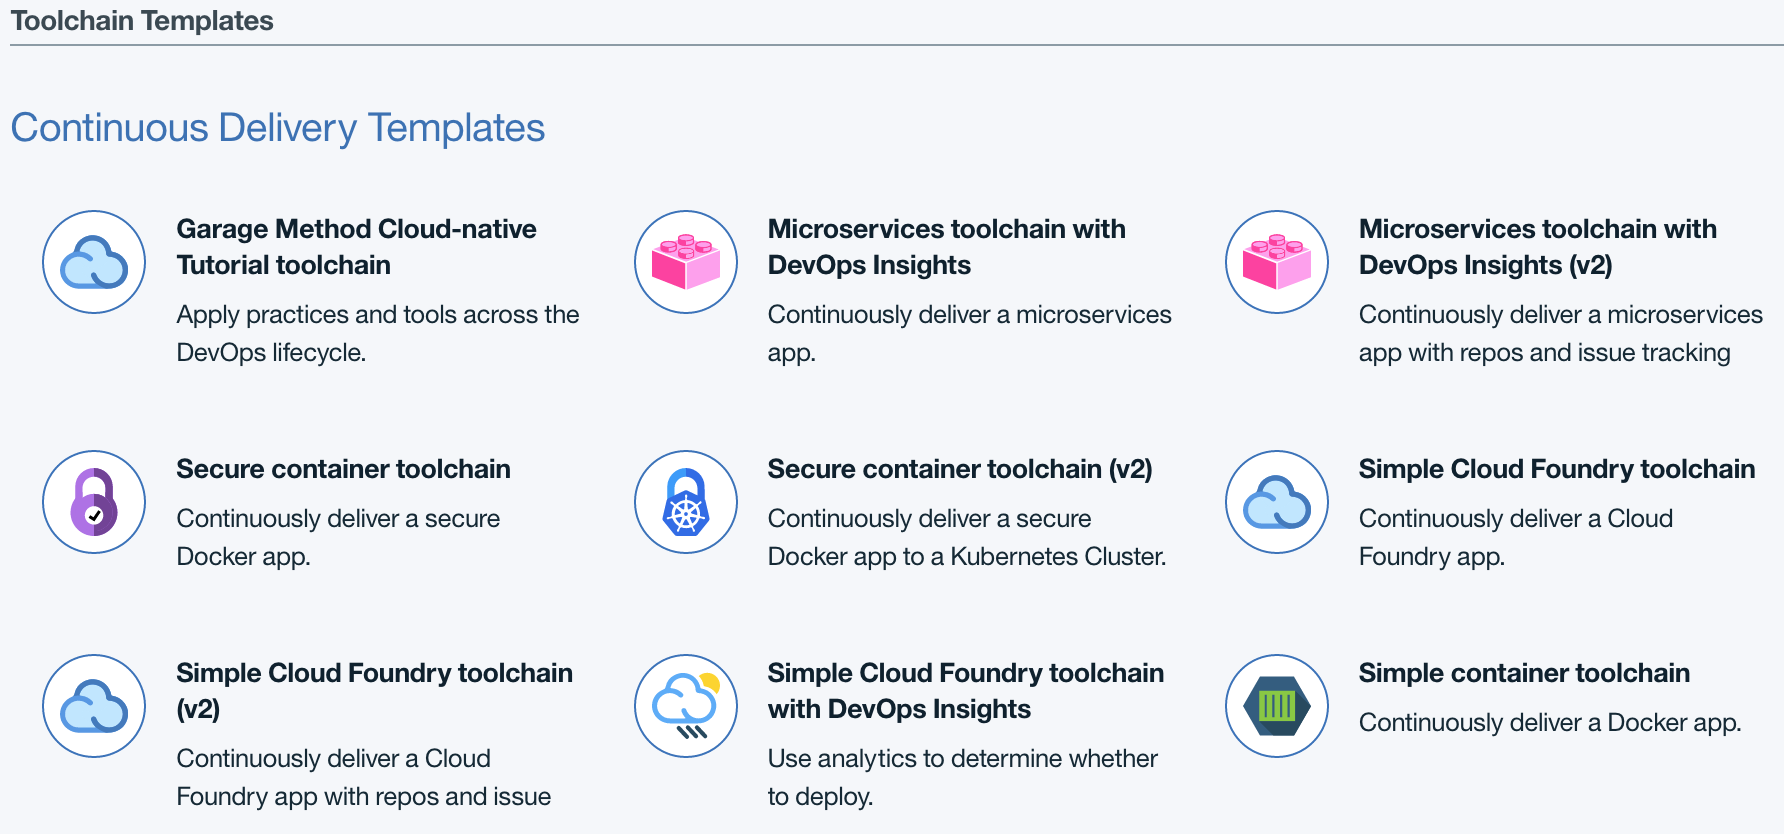 Toolchain Templates
Continuous Delivery Templates
Garage Method Cloud-native
Tutorial toolchain
Apply practices and tools across the
DevOps lifecycle.
Microservices toolchain with
DevOps Insights
Continuously deliver a microservices
app.
Microservices toolchain with
DevOps Insights (v2)
Continuously deliver a microservices
app with repos and issue tracking
Secure container toolchain
Continuously deliver a secure
Docker app.
Secure container toolchain (v2)
Continuously deliver a secure
Docker app to a Kubernetes Cluster.
Simple Cloud Foundry toolchain
Continuously deliver a Cloud
Foundry app.
Simple Cloud Foundry toolchain
(v2)
Continuously deliver a Cloud
Foundry app with repos and issue
Simple Cloud Foundry toolchain
with DevOps Insights
Use analytics to determine whether
to deploy.
Simple container toolchain
Continuously deliver a Docker app.